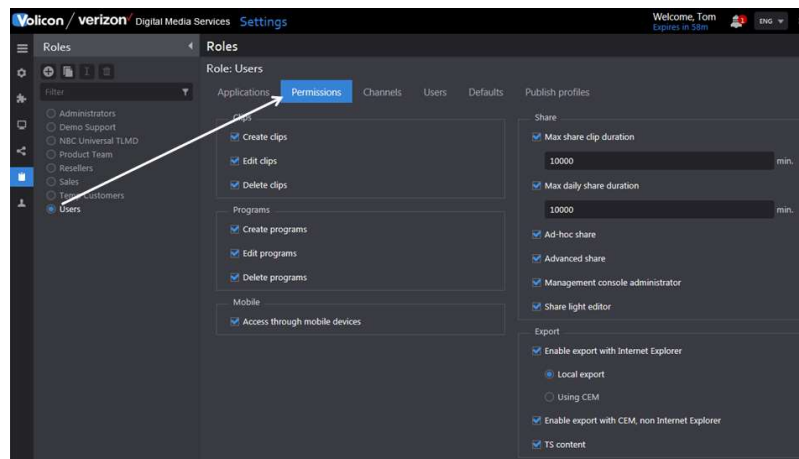 Volicon / verizon✓ Digital Media Services Settings
Welcome, Tom
Expires in 58m
ENG
Roles
Roles
Role: Users
Filter
Applications Permissions Channels Users Defaults Publish profiles
Administrators
Demo Support
NBC Universal TLMD
Product Team
Resellers
Sales
Temp Customers
Users
Clips
Create clips
Edit clips
Delete clips
Programs
Create programs
Edit programs
Delete programs
Mobile
Access through mobile devices
Share
Max share clip duration
10000 min.
Max daily share duration
10000 min.
Ad-hoc share
Advanced share
Management console administrator
Share light editor
Export
Enable export with Internet Explorer
Local export
Using CEM
Enable export with CEM, non Internet Explorer
TS content